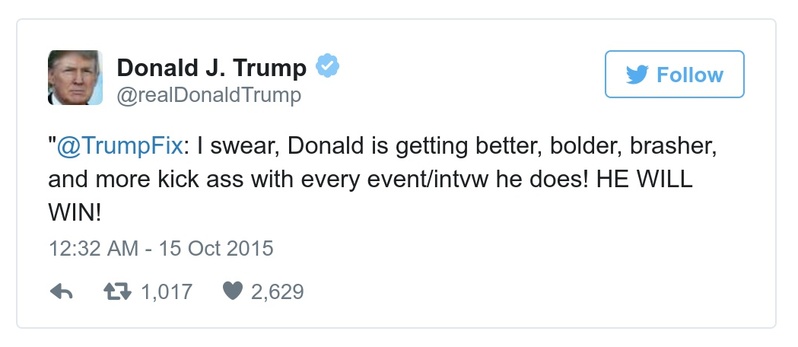 Donald J. Trump
@realDonaldTrump
Follow
"@TrumpFix: I swear, Donald is getting better, bolder, brasher,
and more kick ass with every event/intvw he does! HE WILL
WIN!
12:32 AM - 15 Oct 2015
1,017 2,629